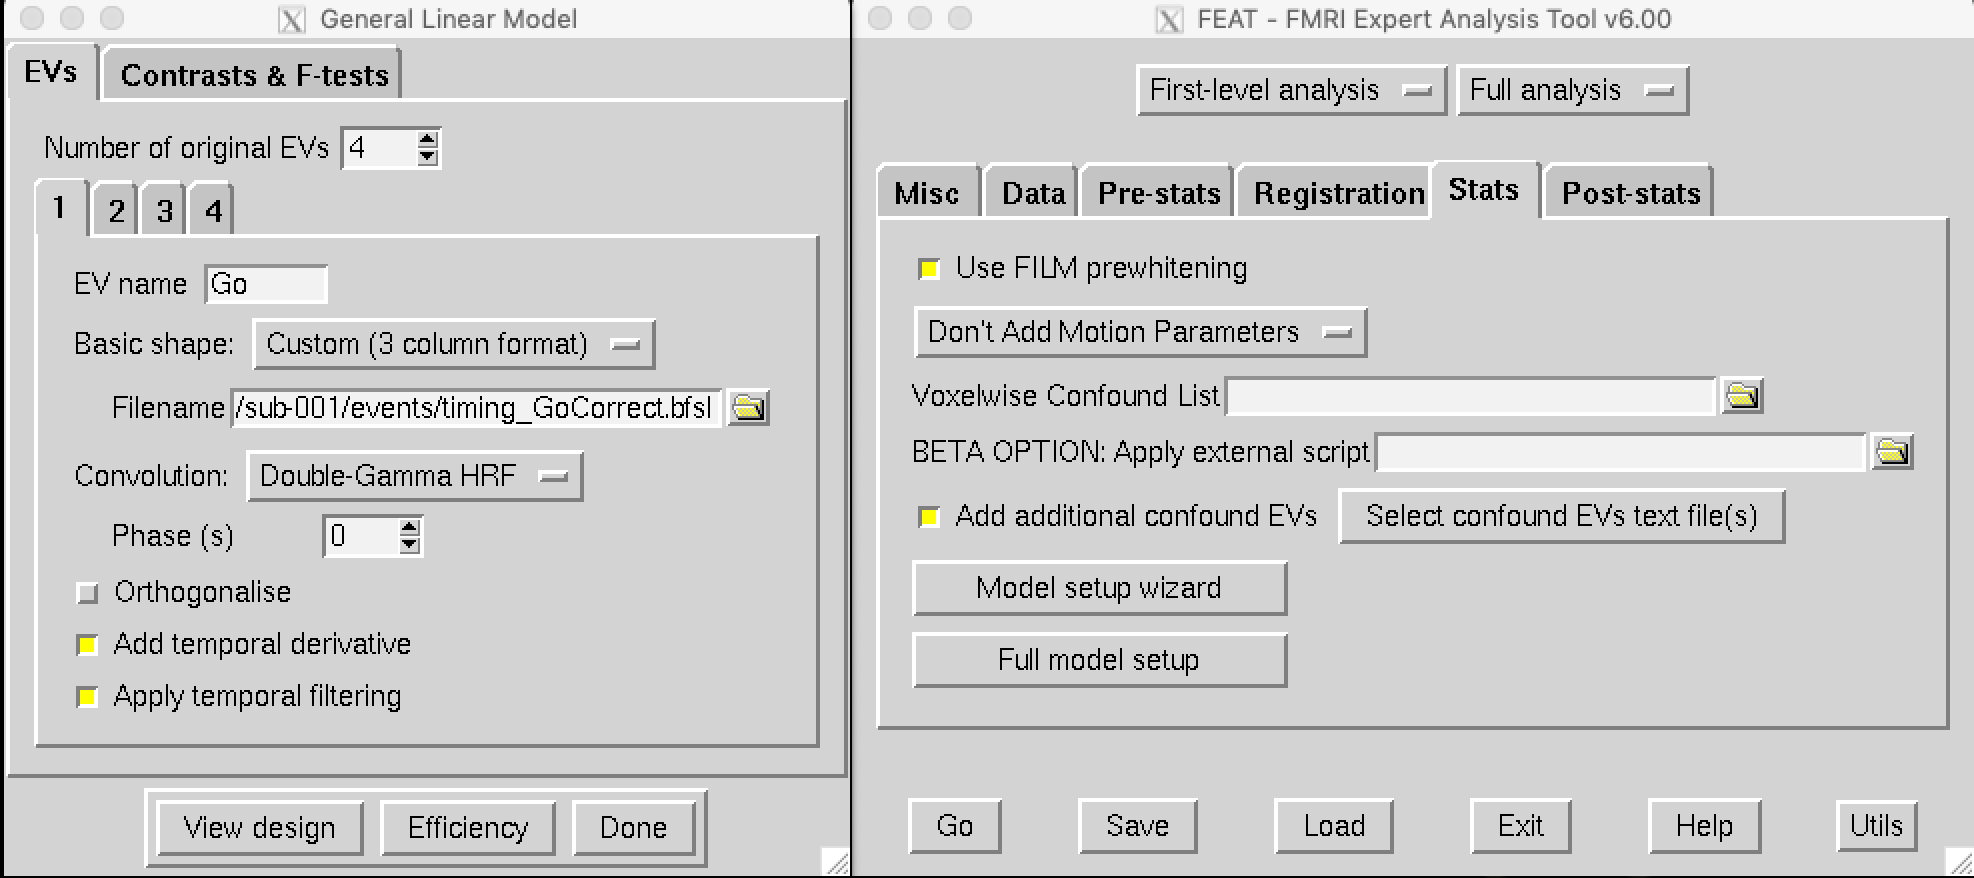 General Linear Model
EVs Contrasts & F-tests
Number of original EVs 4
1 2 3 4
EV name Go
Basic shape: Custom (3 column format)
Filename /sub-001/events/timing_GoCorrect.bfsl
Convolution: Double-Gamma HRF
Phase (s) 0
Orthogonalise
Add temporal derivative
Apply temporal filtering
View design Efficiency Done
FEAT - FMRI Expert Analysis Tool v6.00
First-level analysis Full analysis
Misc Data Pre-stats Registration Stats Post-stats
Use FILM prewhitening
Don't Add Motion Parameters
Voxelwise Confound List
BETA OPTION: Apply external script
Add additional confound EVs Select confound EVs text file(s)
Model setup wizard
Full model setup
Go Save Load Exit Help Utils